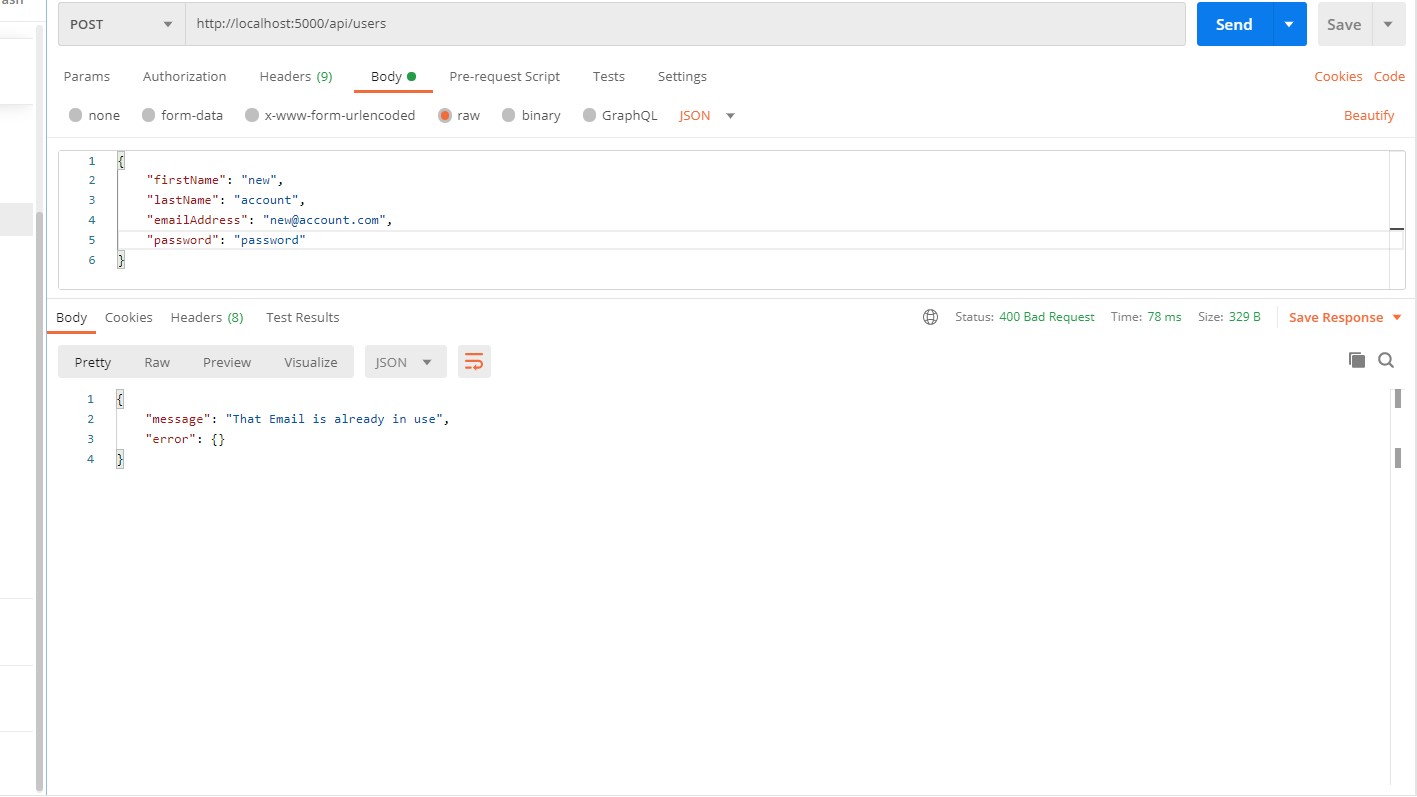 POST http://localhost:5000/api/users Send Save
Params Authorization Headers (9) Body Pre-request Script Tests Settings Cookies Code
none form-data x-www-form-urlencoded raw binary GraphQL JSON Beautify
1 {
2 "firstName": "new",
3 "lastName": "account",
4 "emailAddress": "new@account.com",
5 "password": "password"
6 }
Body Cookies Headers (8) Test Results Status: 400 Bad Request Time: 78 ms Size: 329 B Save Response
Pretty Raw Preview Visualize JSON
1 {
2 "message": "That Email is already in use",
3 "error": {}
4 }